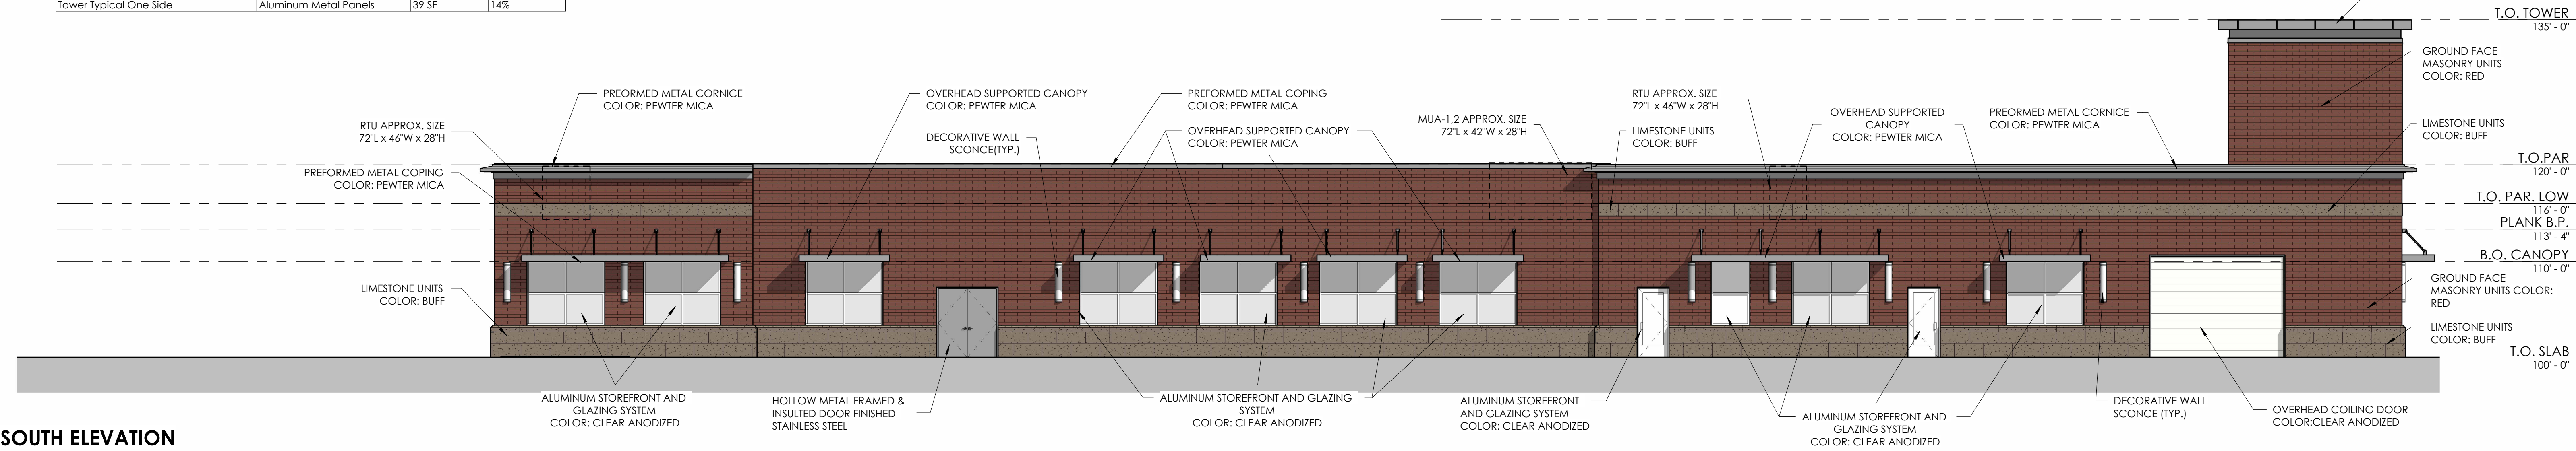 Tower Typical One Side Aluminum Metal Panels 39 SF 14%
T.O. TOWER
135' - 0"
GROUND FACE
MASONRY UNITS
COLOR: RED
PREORMED METAL CORNICE
COLOR: PEWTER MICA
OVERHEAD SUPPORTED CANOPY
COLOR: PEWTER MICA
PREFORMED METAL COPING
COLOR: PEWTER MICA
RTU APPROX. SIZE
72"L x 46"W x 28"H
RTU APPROX. SIZE
72"L x 46"W x 28"H
DECORATIVE WALL
SCONCE(TYP.)
OVERHEAD SUPPORTED CANOPY
COLOR: PEWTER MICA
MUA-1,2 APPROX. SIZE
72"L x 42"W x 28"H
LIMESTONE UNITS
COLOR: BUFF
OVERHEAD SUPPORTED
CANOPY
COLOR: PEWTER MICA
PREORMED METAL CORNICE
COLOR: PEWTER MICA
LIMESTONE UNITS
COLOR: BUFF
PREFORMED METAL COPING
COLOR: PEWTER MICA
T.O.PAR
120' - 0"
T.O. PAR. LOW
116' - 0"
PLANK B.P.
113' - 4"
B.O. CANOPY
110' - 0"
LIMESTONE UNITS
COLOR: BUFF
GROUND FACE
MASONRY UNITS COLOR:
RED
LIMESTONE UNITS
COLOR: BUFF
T.O. SLAB
100' - 0"
ALUMINUM STOREFRONT AND
GLAZING SYSTEM
COLOR: CLEAR ANODIZED
HOLLOW METAL FRAMED &
INSULTED DOOR FINISHED
STAINLESS STEEL
ALUMINUM STOREFRONT AND GLAZING
SYSTEM
COLOR: CLEAR ANODIZED
ALUMINUM STOREFRONT
AND GLAZING SYSTEM
COLOR: CLEAR ANODIZED
ALUMINUM STOREFRONT AND
GLAZING SYSTEM
COLOR: CLEAR ANODIZED
DECORATIVE WALL
SCONCE (TYP.)
OVERHEAD COILING DOOR
COLOR:CLEAR ANODIZED
SOUTH ELEVATION